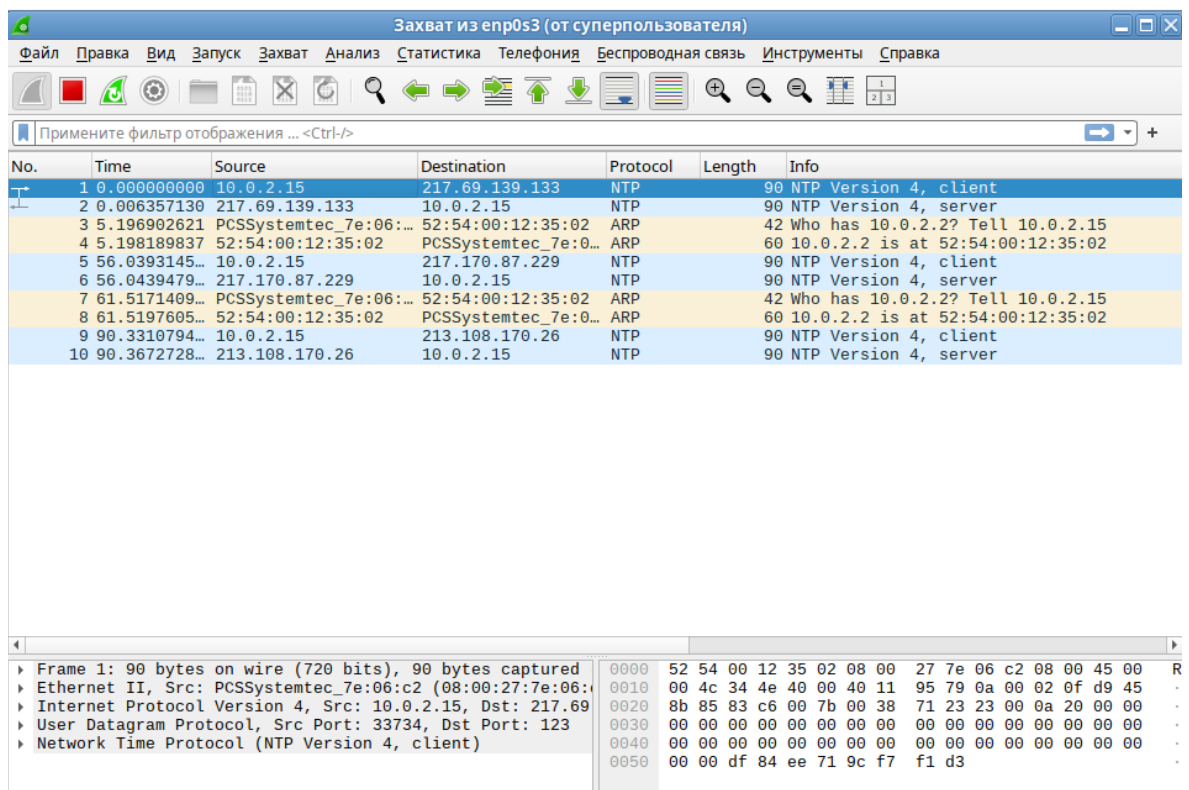 Захват из enp0s3 (от суперпользователя)
Файл Правка Вид Запуск Захват Анализ Статистика Телефония Беспроводная связь Инструменты Справка
Примените фильтр отображения ... <Ctrl-/>
No. Time Source Destination Protocol Length Info
1 0.000000000 10.0.2.15 217.69.139.133 NTP 90 NTP Version 4, client
2 0.006357130 217.69.139.133 10.0.2.15 NTP 90 NTP Version 4, server
3 5.196902621 PCSSystemtec_7e:06:… 52:54:00:12:35:02 ARP 42 Who has 10.0.2.2? Tell 10.0.2.15
4 5.198189837 52:54:00:12:35:02 PCSSystemtec_7e:0… ARP 60 10.0.2.2 is at 52:54:00:12:35:02
5 56.0393145… 10.0.2.15 217.170.87.229 NTP 90 NTP Version 4, client
6 56.0439479… 217.170.87.229 10.0.2.15 NTP 90 NTP Version 4, server
7 61.5171409… PCSSystemtec_7e:06:… 52:54:00:12:35:02 ARP 42 Who has 10.0.2.2? Tell 10.0.2.15
8 61.5197605… 52:54:00:12:35:02 PCSSystemtec_7e:0… ARP 60 10.0.2.2 is at 52:54:00:12:35:02
9 90.3310794… 10.0.2.15 213.108.170.26 NTP 90 NTP Version 4, client
10 90.3672728… 213.108.170.26 10.0.2.15 NTP 90 NTP Version 4, server
Frame 1: 90 bytes on wire (720 bits), 90 bytes captured
Ethernet II, Src: PCSSystemtec_7e:06:c2 (08:00:27:7e:06:
Internet Protocol Version 4, Src: 10.0.2.15, Dst: 217.69
User Datagram Protocol, Src Port: 33734, Dst Port: 123
Network Time Protocol (NTP Version 4, client)
0000 52 54 00 12 35 02 08 00 27 7e 06 c2 08 00 45 00 R
0010 00 4c 34 4e 40 00 40 11 95 79 0a 00 02 0f d9 45 ·
0020 8b 85 83 c6 00 7b 00 38 71 23 23 00 0a 20 00 00 ·
0030 00 00 00 00 00 00 00 00 00 00 00 00 00 00 00 00
0040 00 00 00 00 00 00 00 00 00 00 00 00 00 00 00 00 ·
0050 00 00 df 84 ee 71 9c f7 f1 d3 ·